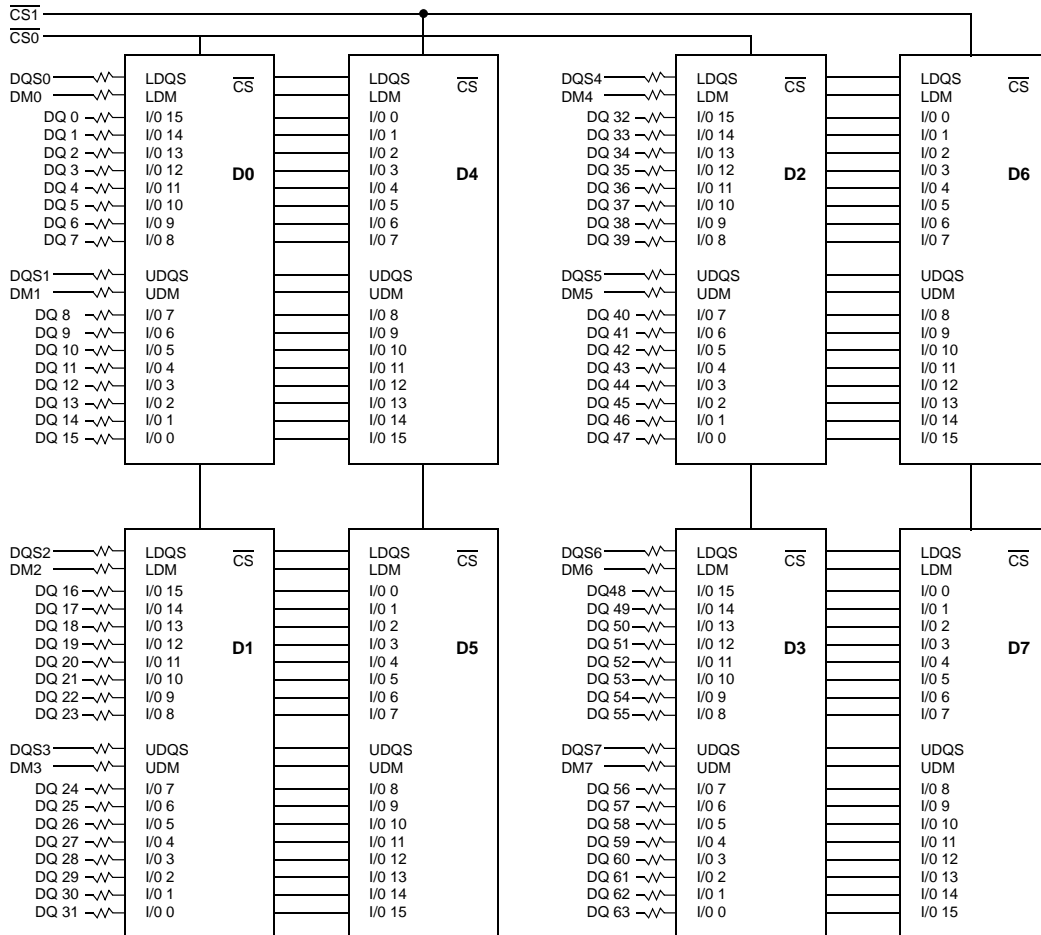 CS1
CS0
DQS0 LDQS CS LDQS CS DQS4 LDQS CS LDQS CS
DM0 LDM LDM DM4 LDM LDM
DQ 0 I/0 15 I/0 0 DQ 32 I/0 15 I/0 0
DQ 1 I/0 14 I/0 1 DQ 33 I/0 14 I/0 1
DQ 2 I/0 13 I/0 2 DQ 34 I/0 13 I/0 2
DQ 3 I/0 12 D0 I/0 3 D4 DQ 35 I/0 12 D2 I/0 3 D6
DQ 4 I/0 11 I/0 4 DQ 36 I/0 11 I/0 4
DQ 5 I/0 10 I/0 5 DQ 37 I/0 10 I/0 5
DQ 6 I/0 9 I/0 6 DQ 38 I/0 9 I/0 6
DQ 7 I/0 8 I/0 7 DQ 39 I/0 8 I/0 7
DQS1 UDQS UDQS DQS5 UDQS UDQS
DM1 UDM UDM DM5 UDM UDM
DQ 8 I/0 7 I/0 8 DQ 40 I/0 7 I/0 8
DQ 9 I/0 6 I/0 9 DQ 41 I/0 6 I/0 9
DQ 10 I/0 5 I/0 10 DQ 42 I/0 5 I/0 10
DQ 11 I/0 4 I/0 11 DQ 43 I/0 4 I/0 11
DQ 12 I/0 3 I/0 12 DQ 44 I/0 3 I/0 12
DQ 13 I/0 2 I/0 13 DQ 45 I/0 2 I/0 13
DQ 14 I/0 1 I/0 14 DQ 46 I/0 1 I/0 14
DQ 15 I/0 0 I/0 15 DQ 47 I/0 0 I/0 15
DQS2 LDQS CS LDQS CS DQS6 LDQS CS LDQS CS
DM2 LDM LDM DM6 LDM LDM
DQ 16 I/0 15 I/0 0 DQ48 I/0 15 I/0 0
DQ 17 I/0 14 I/0 1 DQ 49 I/0 14 I/0 1
DQ 18 I/0 13 I/0 2 DQ 50 I/0 13 I/0 2
DQ 19 I/0 12 D1 I/0 3 D5 DQ 51 I/0 12 D3 I/0 3 D7
DQ 20 I/0 11 I/0 4 DQ 52 I/0 11 I/0 4
DQ 21 I/0 10 I/0 5 DQ 53 I/0 10 I/0 5
DQ 22 I/0 9 I/0 6 DQ 54 I/0 9 I/0 6
DQ 23 I/0 8 I/0 7 DQ 55 I/0 8 I/0 7
DQS3 UDQS UDQS DQS7 UDQS UDQS
DM3 UDM UDM DM7 UDM UDM
DQ 24 I/0 7 I/0 8 DQ 56 I/0 7 I/0 8
DQ 25 I/0 6 I/0 9 DQ 57 I/0 6 I/0 9
DQ 26 I/0 5 I/0 10 DQ 58 I/0 5 I/0 10
DQ 27 I/0 4 I/0 11 DQ 59 I/0 4 I/0 11
DQ 28 I/0 3 I/0 12 DQ 60 I/0 3 I/0 12
DQ 29 I/0 2 I/0 13 DQ 61 I/0 2 I/0 13
DQ 30 I/0 1 I/0 14 DQ 62 I/0 1 I/0 14
DQ 31 I/0 0 I/0 15 DQ 63 I/0 0 I/0 15